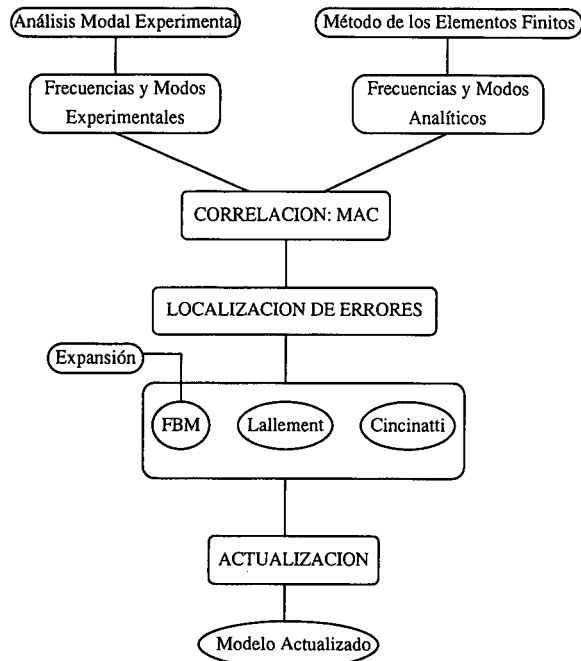 Análisis Modal Experimental
Método de los Elementos Finitos
Frecuencias y Modos
Experimentales
Frecuencias y Modos
Analíticos
CORRELACION: MAC
LOCALIZACION DE ERRORES
Expansión
FBM
Lallement
Cincinatti
ACTUALIZACION
Modelo Actualizado